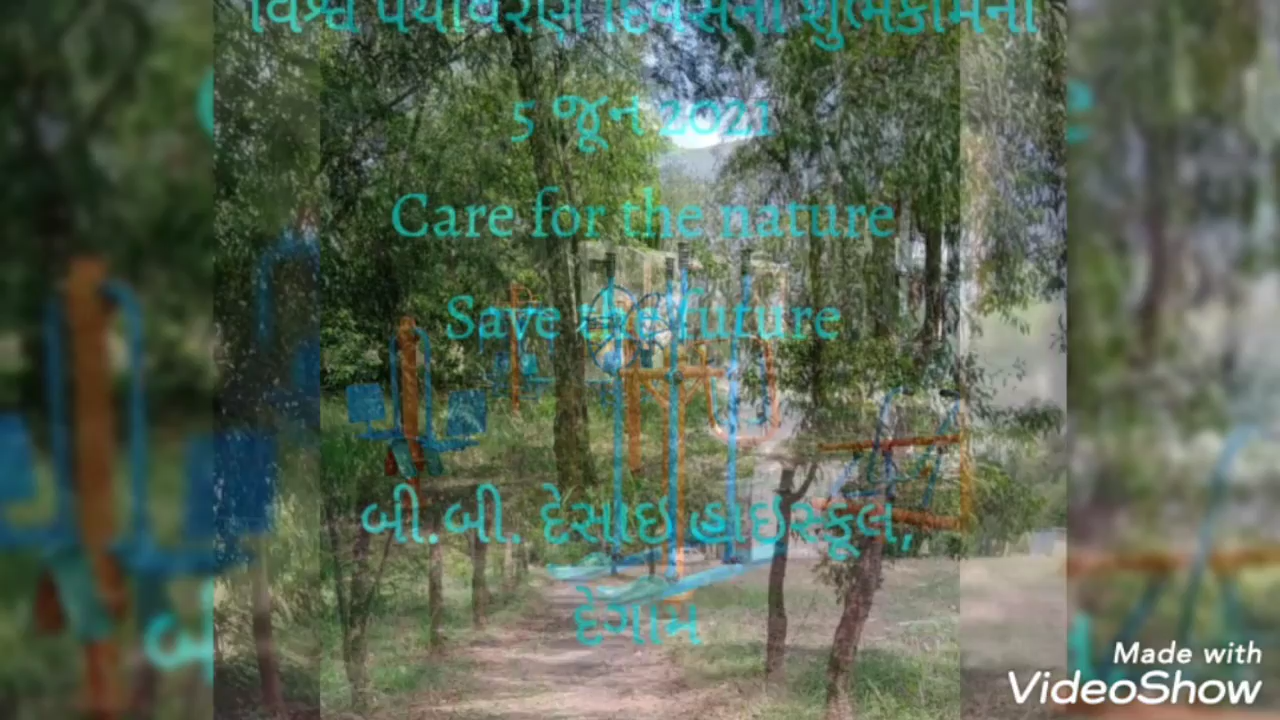 વિશ્વ પર્યાવરણ દિવસની શુભકામના
5 જૂન 2021
Care for the nature
Save the future
બી.બી. દેસાઇ હાઇસ્કૂલ,
દેગામ
Made with
VideoShow